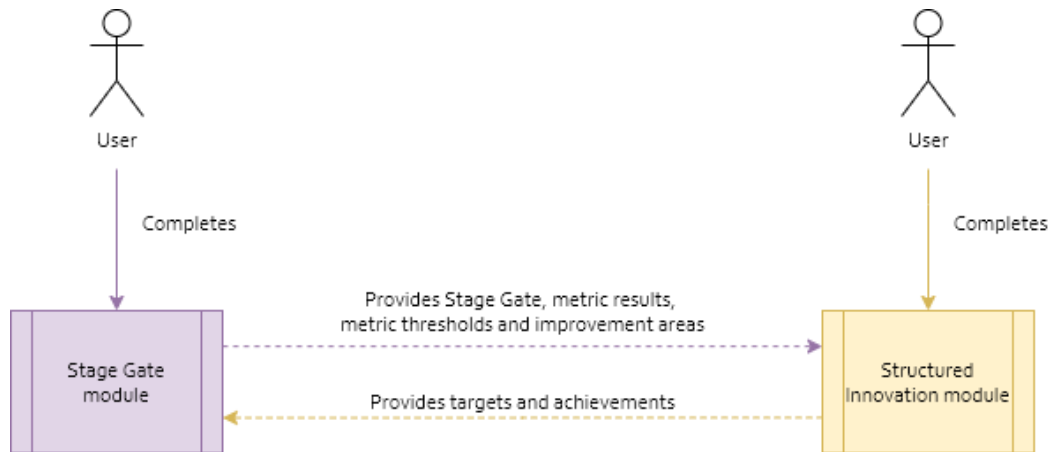 User
User
Completes
Completes
Provides Stage Gate, metric results,
metric thresholds and improvement areas
Stage Gate
module
Structured
Innovation module
Provides targets and achievements